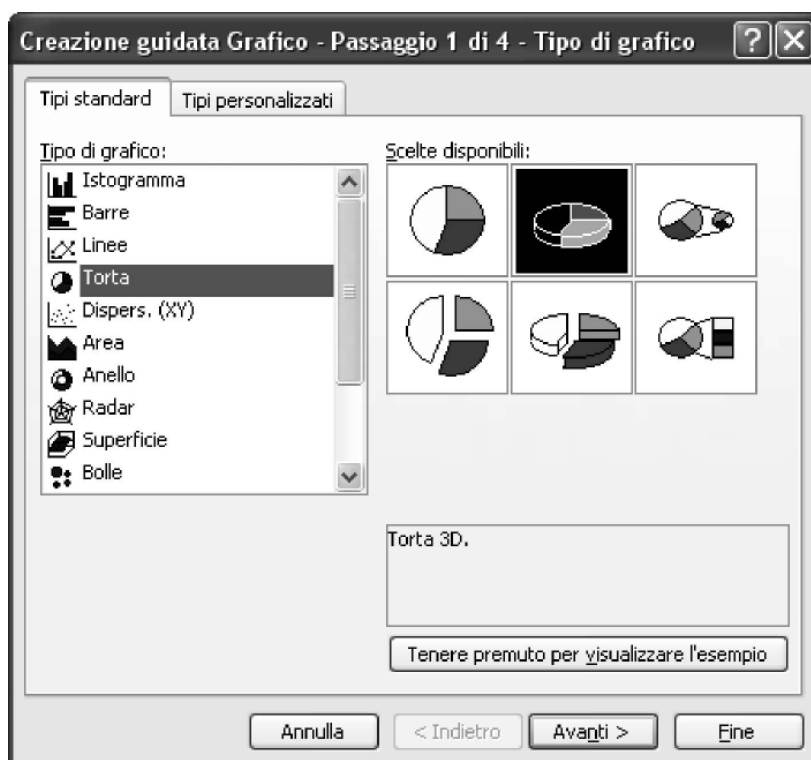 Creazione guidata Grafico - Passaggio 1 di 4 - Tipo di grafico
Tipi standard
Tipi personalizzati
Tipo di grafico:
Istogramma
Barre
Linee
Torta
Dispers. (XY)
Area
Anello
Radar
Superficie
Bolle
Scelte disponibili:
Torta 3D.
Tenere premuto per visualizzare l'esempio
Annulla
< Indietro
Avanti >
Fine